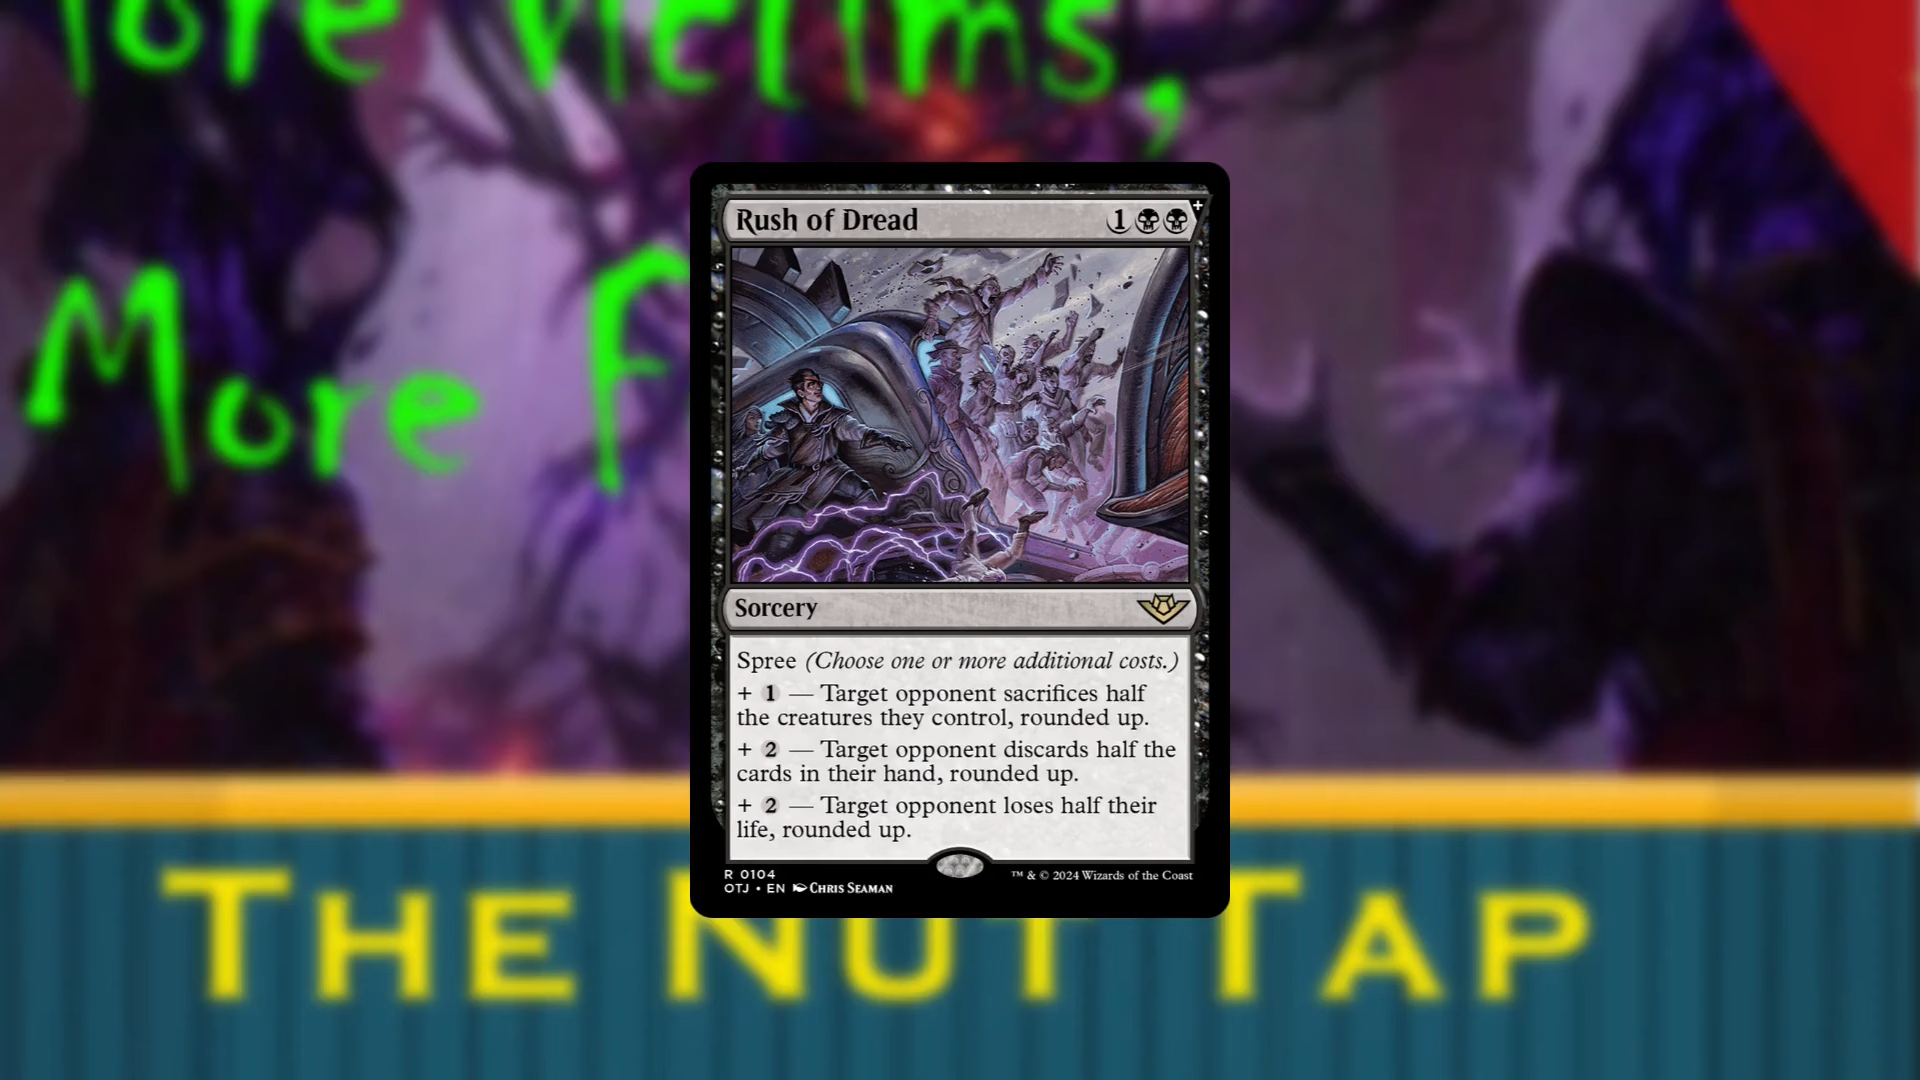 ore Victims,
More F
Rush of Dread 1
Sorcery
Spree (Choose one or more additional costs.)
+ 1 — Target opponent sacrifices half
the creatures they control, rounded up.
+ 2 — Target opponent discards half the
cards in their hand, rounded up.
+ 2 — Target opponent loses half their
life, rounded up.
R 0104
OTJ • EN Chris Seaman
™ & © 2024 Wizards of the Coast
The Nut Tap